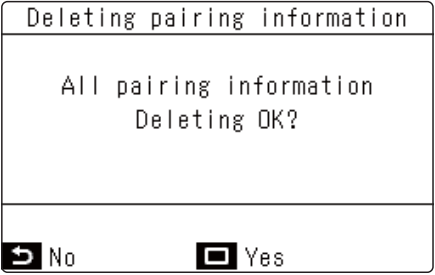 Deleting pairing information
All pairing information
Deleting OK?
No Yes